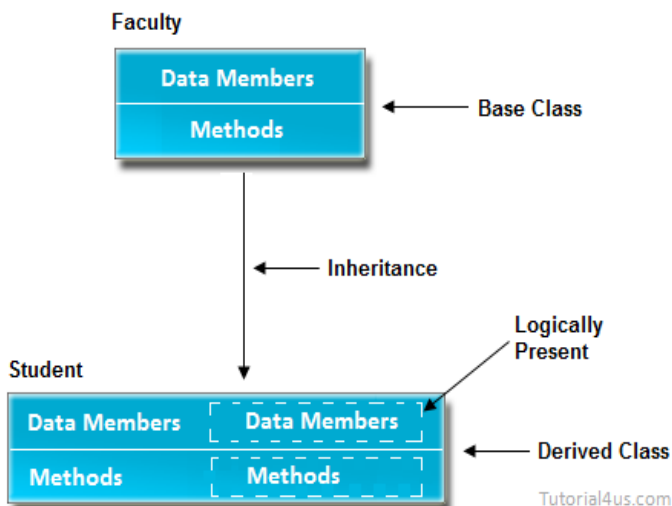 Faculty
Data Members
Methods
Base Class
Inheritance
Logically
Present
Student
Data Members Data Members
Methods Methods
Derived Class
Tutorial4us.com